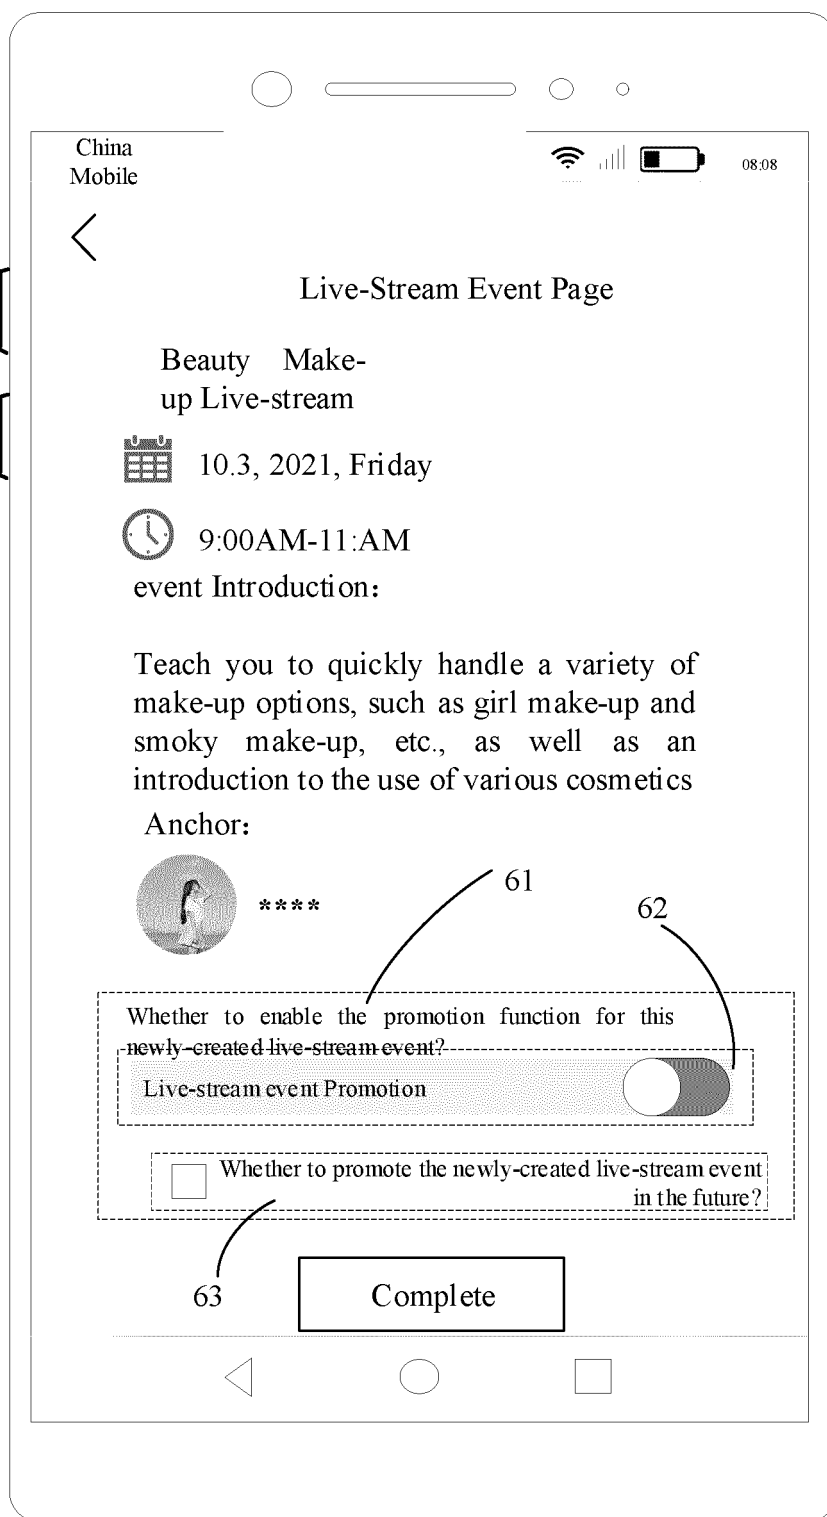 China
Mobile
08:08
Live-Stream Event Page
Beauty Make-
up Live-stream
10.3, 2021, Friday
9:00AM-11:AM
event Introduction:
Teach you to quickly handle a variety of
make-up options, such as girl make-up and
smoky make-up, etc., as well as an
introduction to the use of various cosmetics
Anchor:
****
61
62
Whether to enable the promotion function for this
newly-created live-stream event?
Live-stream event Promotion
Whether to promote the newly-created live-stream event
in the future?
63
Complete